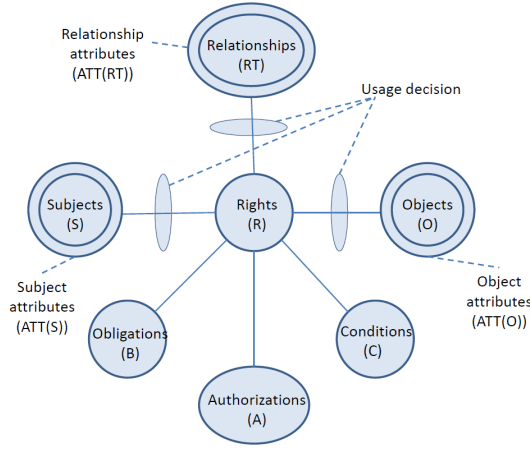 Relationship
attributes
(ATT(RT))
Relationships
(RT)
Usage decision
Subjects
(S)
Rights
(R)
Objects
(O)
Subject
attributes
(ATT(S))
Object
attributes
(ATT(O))
Obligations
(B)
Conditions
(C)
Authorizations
(A)